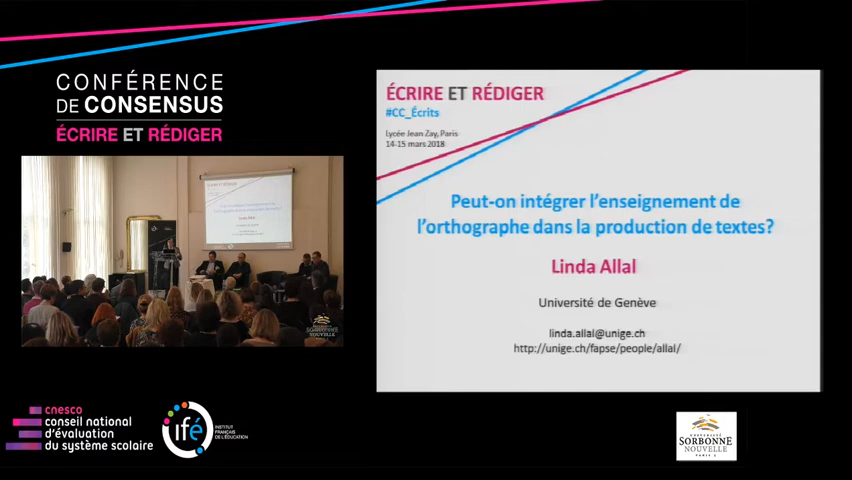 CONFÉRENCE
DE CONSENSUS
ÉCRIRE ET RÉDIGER
ÉCRIRE ET RÉDIGER
#CC_Écrits
Lycée Jean Zay, Paris
14-15 mars 2018
Peut-on intégrer l'enseignement de
l'orthographe dans la production de textes?
Linda Allal
Université de Genève
linda.allal@unige.ch
http://unige.ch/fapse/people/allal/
cnesco
conseil national
d'évaluation
du système scolaire
ifé
INSTITUT
FRANÇAIS
DE L'ÉDUCATION
UNIVERSITÉ
SORBONNE
NOUVELLE
PARIS 3